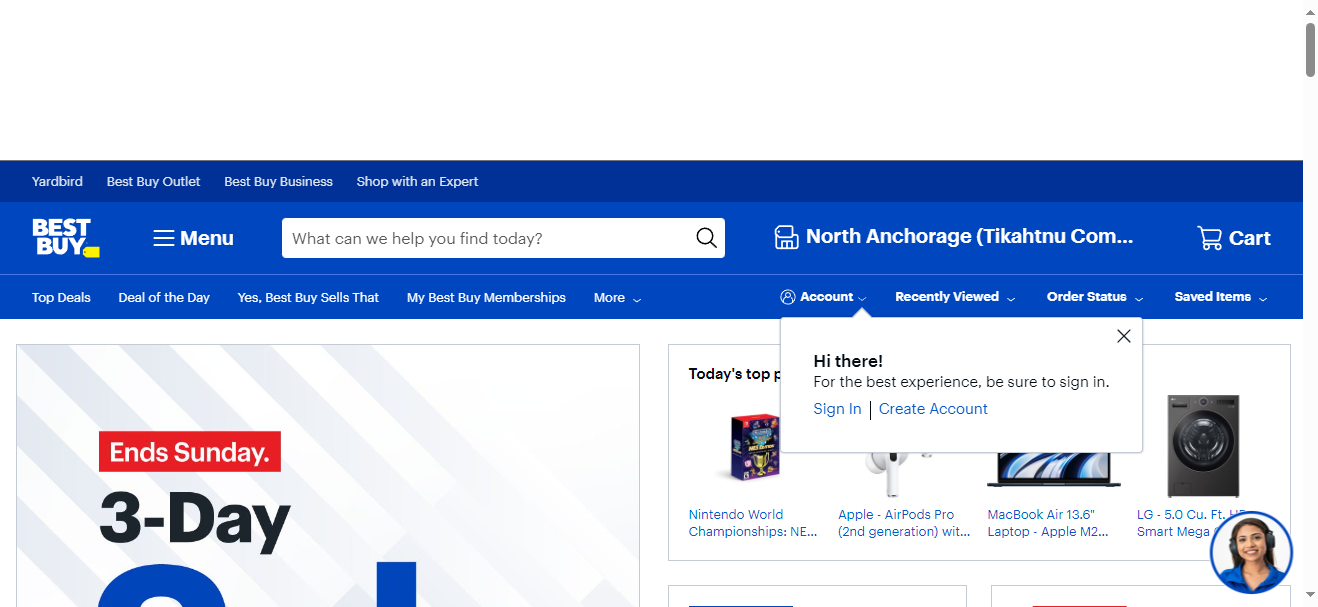 Yardbird
Best Buy Outlet
Best Buy Business
Shop with an Expert
BEST
BUY
Menu
What can we help you find today?
North Anchorage (Tikahtnu Com...
Cart
Top Deals
Deal of the Day
Yes, Best Buy Sells That
My Best Buy Memberships
More
Account
Recently Viewed
Order Status
Saved Items
Hi there!
For the best experience, be sure to sign in.
Sign In
Create Account
Ends Sunday.
3-Day
Today's top
Nintendo World
Championships: NE...
Apple - AirPods Pro
(2nd generation) wit...
MacBook Air 13.6"
Laptop - Apple M2...
LG - 5.0 Cu. Ft.
Smart Mega